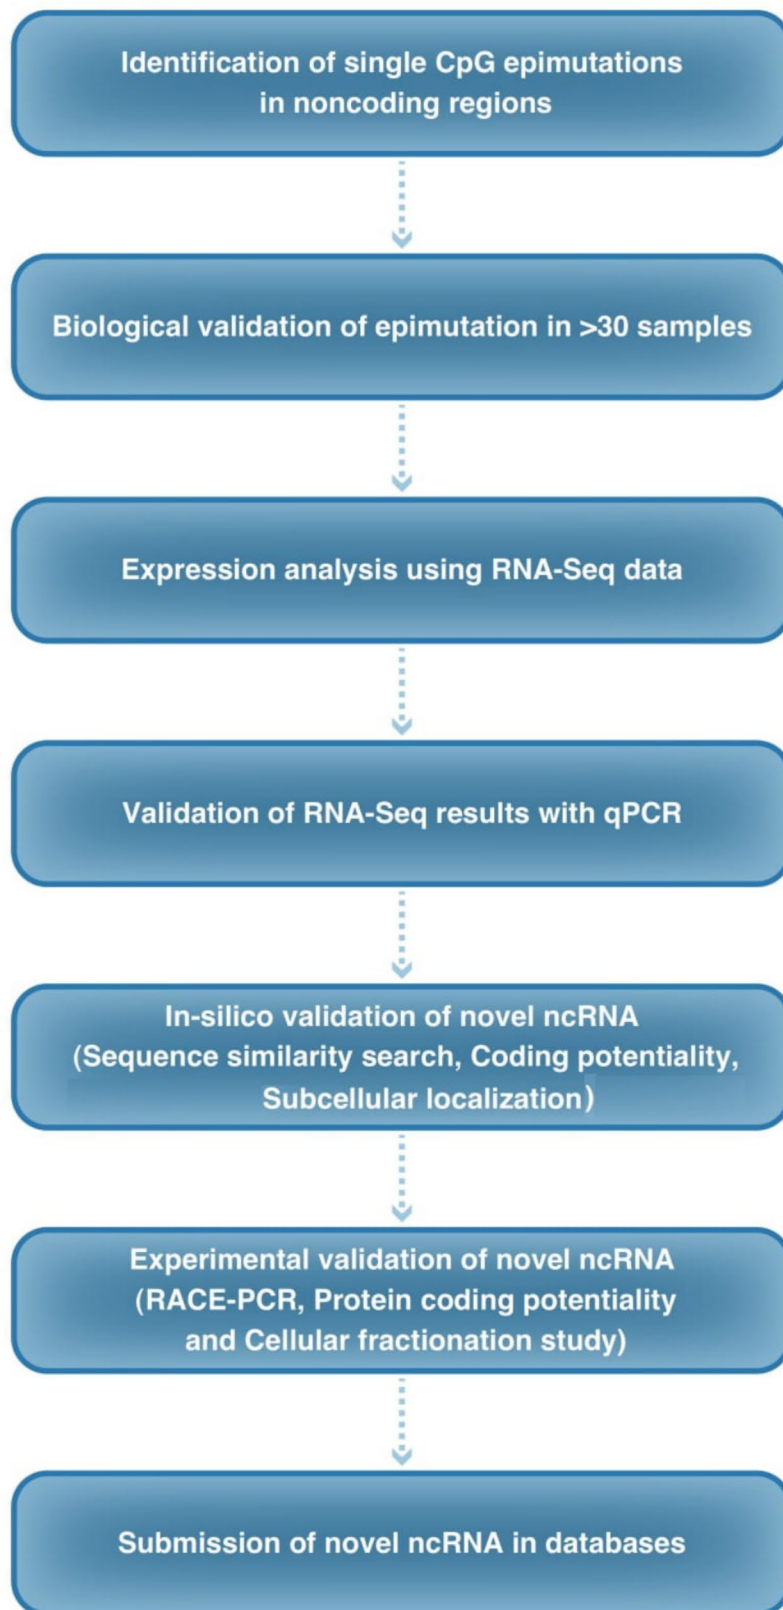 Identification of single CpG epimutations
in noncoding regions
Biological validation of epimutation in >30 samples
Expression analysis using RNA-Seq data
Validation of RNA-Seq results with qPCR
In-silico validation of novel ncRNA
(Sequence similarity search, Coding potentiality,
Subcellular localization)
Experimental validation of novel ncRNA
(RACE-PCR, Protein coding potentiality
and Cellular fractionation study)
Submission of novel ncRNA in databases